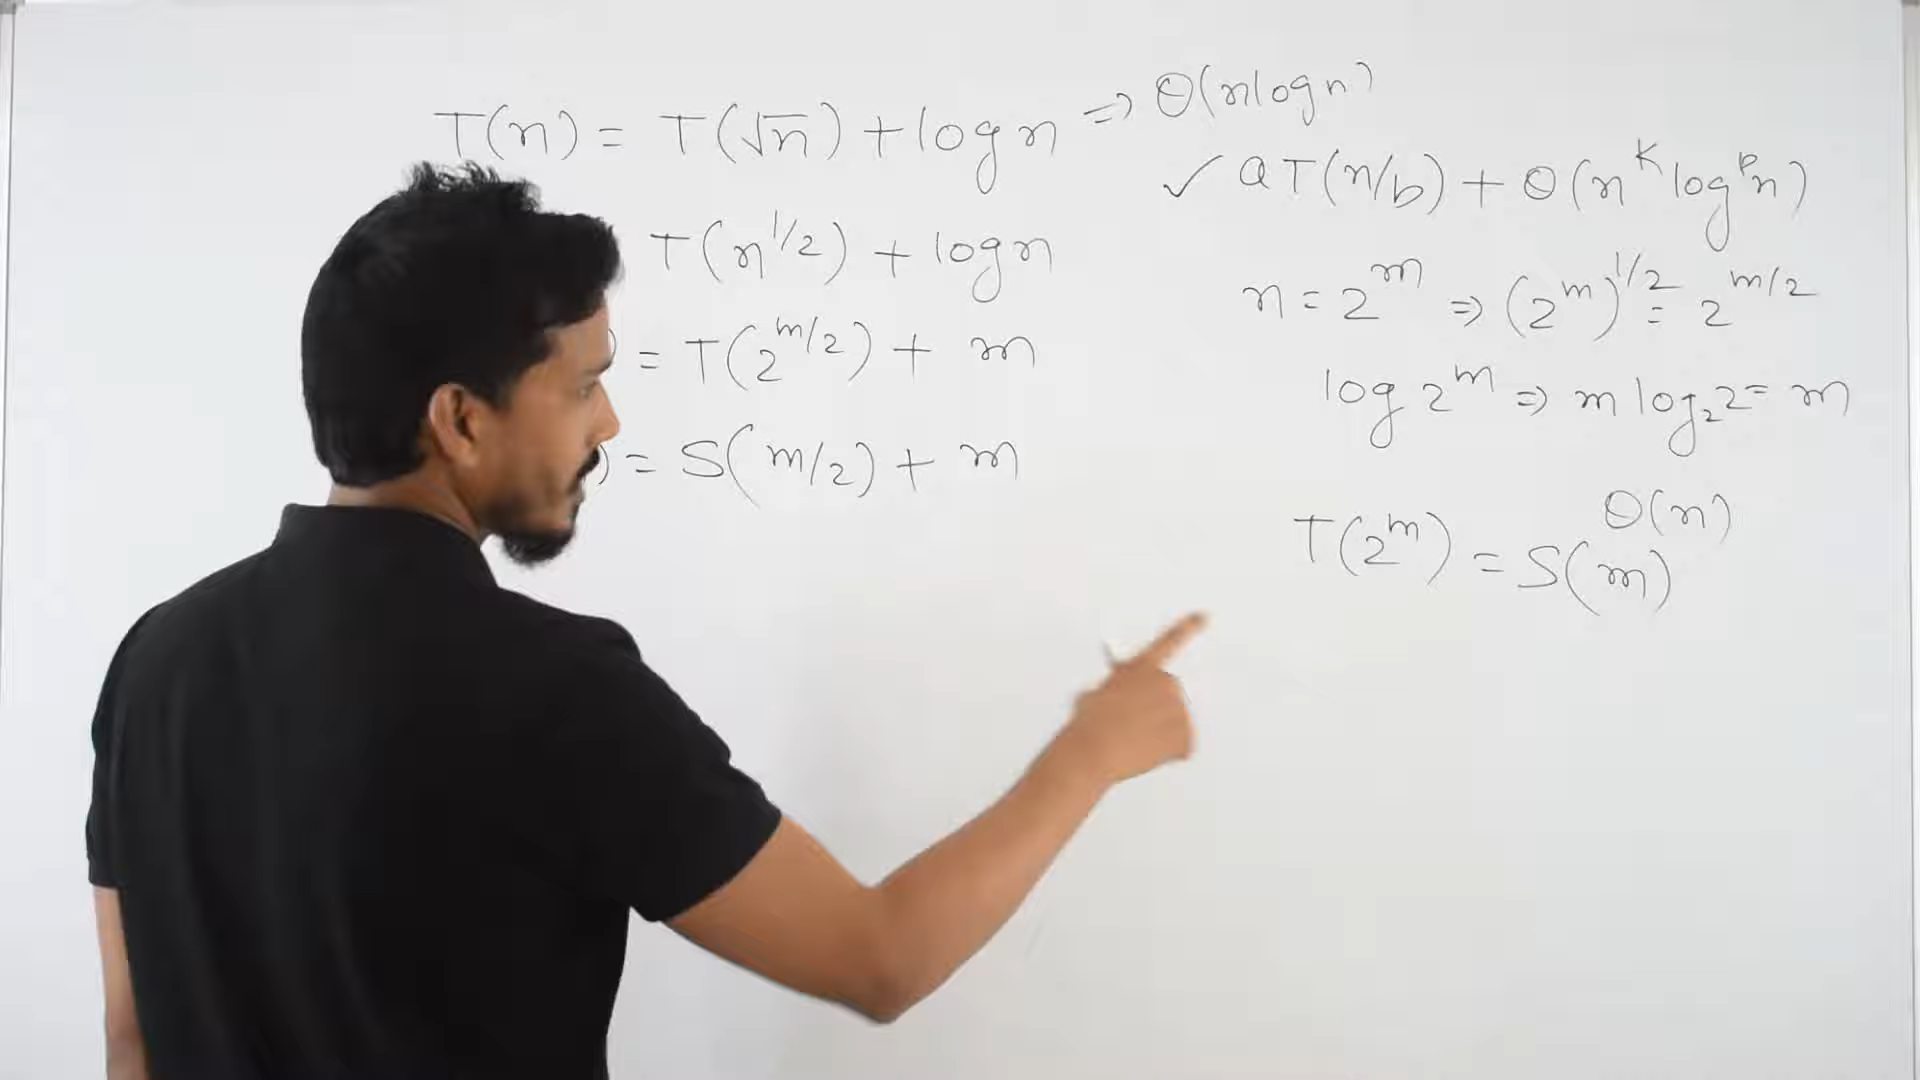 T(n) = T(√n) + log n ⇒ Θ(n log n)
✓ aT(n/b) + Θ(n^k log^p n)
T(n^1/2) + log n
n = 2^m ⇒ (2^m)^1/2 = 2^m/2
) = T(2^m/2) + m
log 2^m ⇒ m log₂2 = m
) = S(m/2) + m
Θ(n)
T(2^m) = S(m)